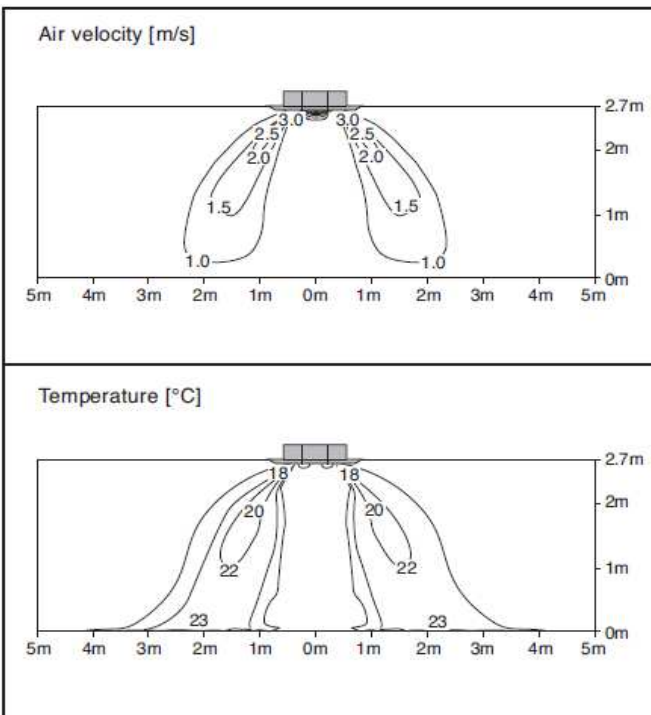 Air velocity [m/s]
3.0 3.0 2.7m
2.5 2.5
2.0 2.0 2m
1.5 1.5 1m
1.0 1.0
0m
5m 4m 3m 2m 1m 0m 1m 2m 3m 4m 5m
Temperature [°C]
2.7m
18 18
20 20 2m
22 22 1m
23 23
0m
5m 4m 3m 2m 1m 0m 1m 2m 3m 4m 5m